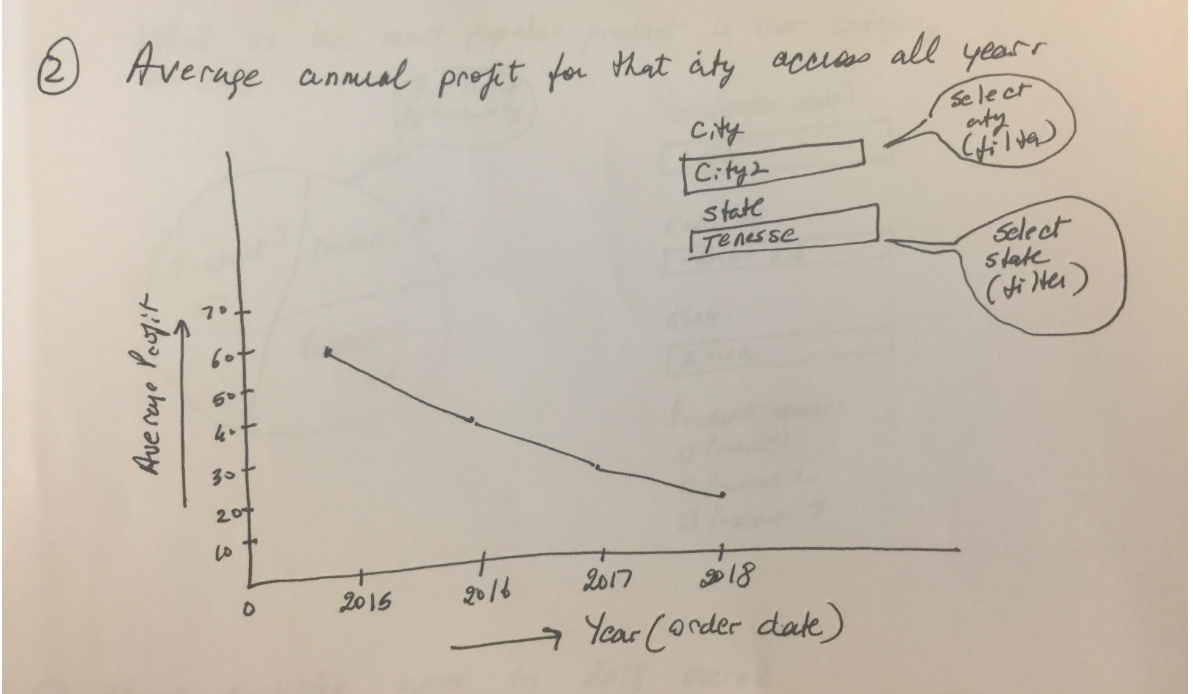 2 Average annual profit for that city accross all years
City
City2
Select
city
(filter)
State
Tenesse
Select
state
(filter)
Average Profit
70
60
50
40
30
20
10
0
2015
2016
2017
2018
Year (order date)